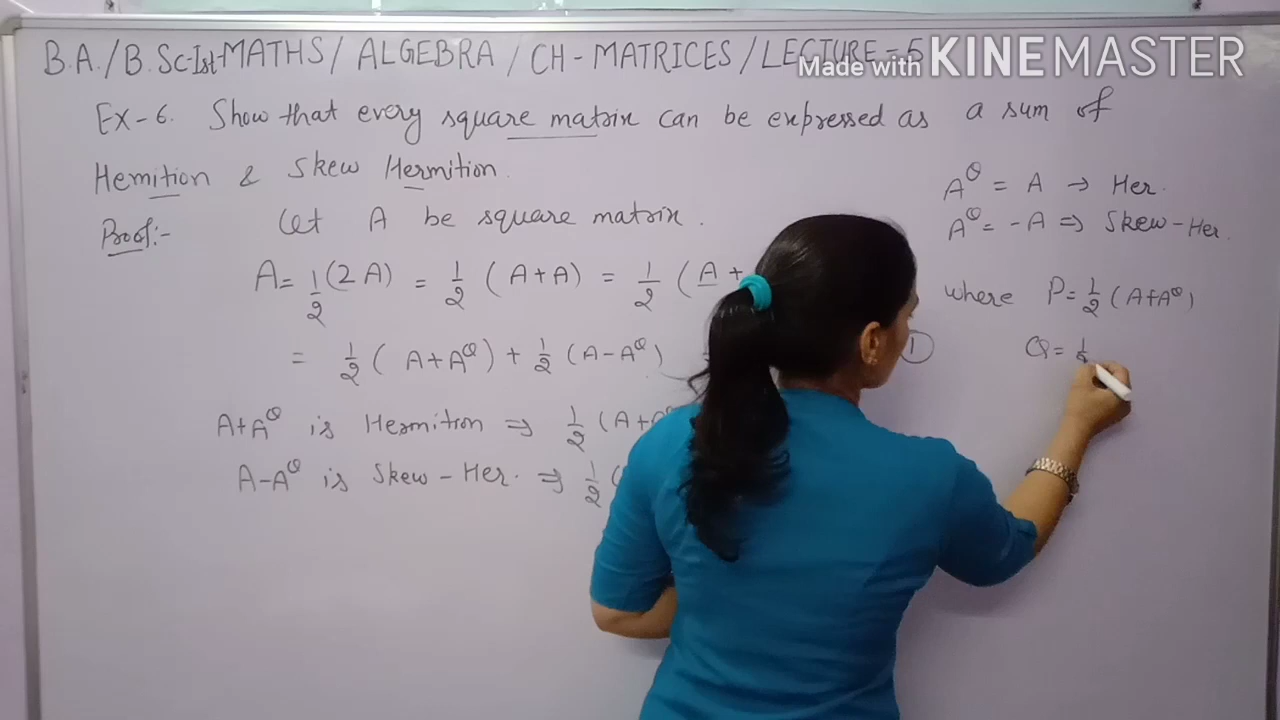 B.A./B.Sc-Ist-MATHS/ ALGEBRA / CH - MATRICES / LECTURE - 5
Made with KINEMASTER
Ex-6. Show that every square matrix can be expressed as a sum of
Hemition & Skew Hermition.
Proof:- Let A be square matrix.
A = 1/2 (2A) = 1/2 (A+A) = 1/2 (A +
= 1/2 (A+A^θ) + 1/2 (A-A^θ) 1
A+A^θ is Hermition ⇒ 1/2 (A+A^θ
A-A^θ is Skew-Her. ⇒ 1/2 (
A^θ = A → Her.
A^θ = -A ⇒ Skew-Her.
where P = 1/2 (A+A^θ)
Q = 1/2